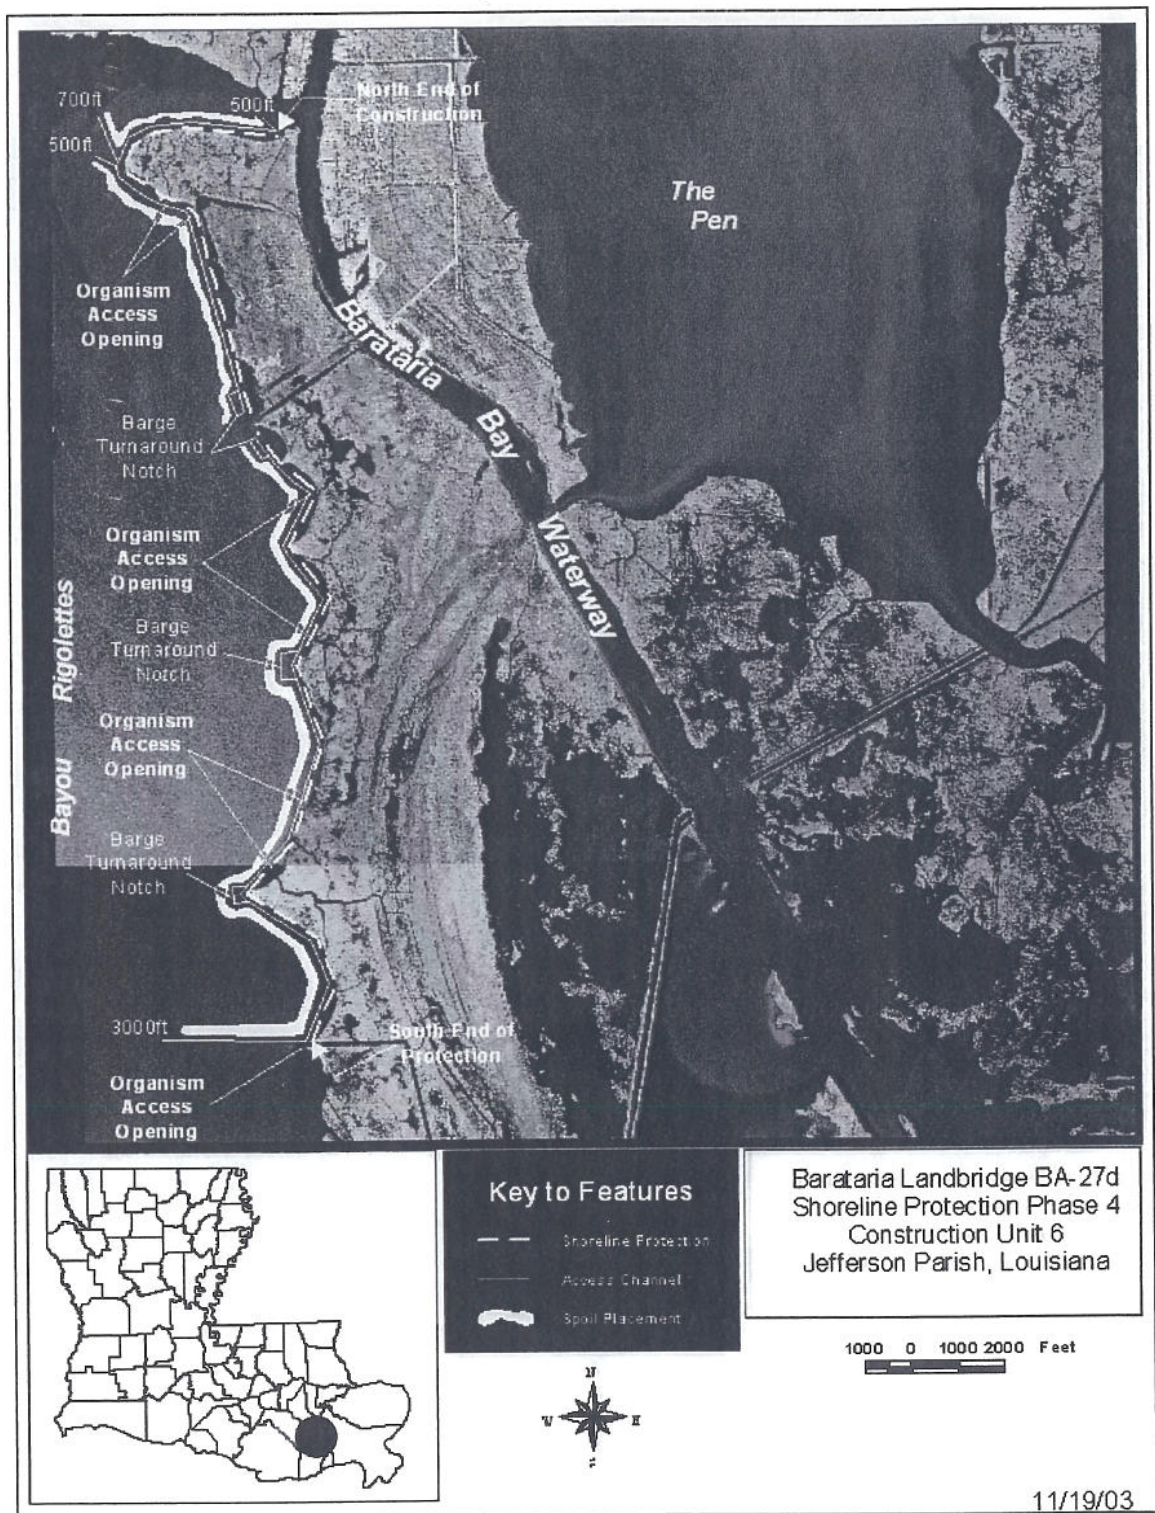 700ft
500ft
500ft
North End of
Construction
The
Pen
Organism
Access
Opening
Barataria
Bay
Waterway
Barge
Turnaround
Notch
Organism
Access
Opening
Barge
Turnaround
Notch
Bayou Rigolettes
Organism
Access
Opening
Barge
Turnaround
Notch
3000ft
South End of
Protection
Organism
Access
Opening
Key to Features
Shoreline Protection
Access Channel
Spoil Placement
Barataria Landbridge BA-27d
Shoreline Protection Phase 4
Construction Unit 6
Jefferson Parish, Louisiana
1000 0 1000 2000 Feet
N
W E
S
11/19/03